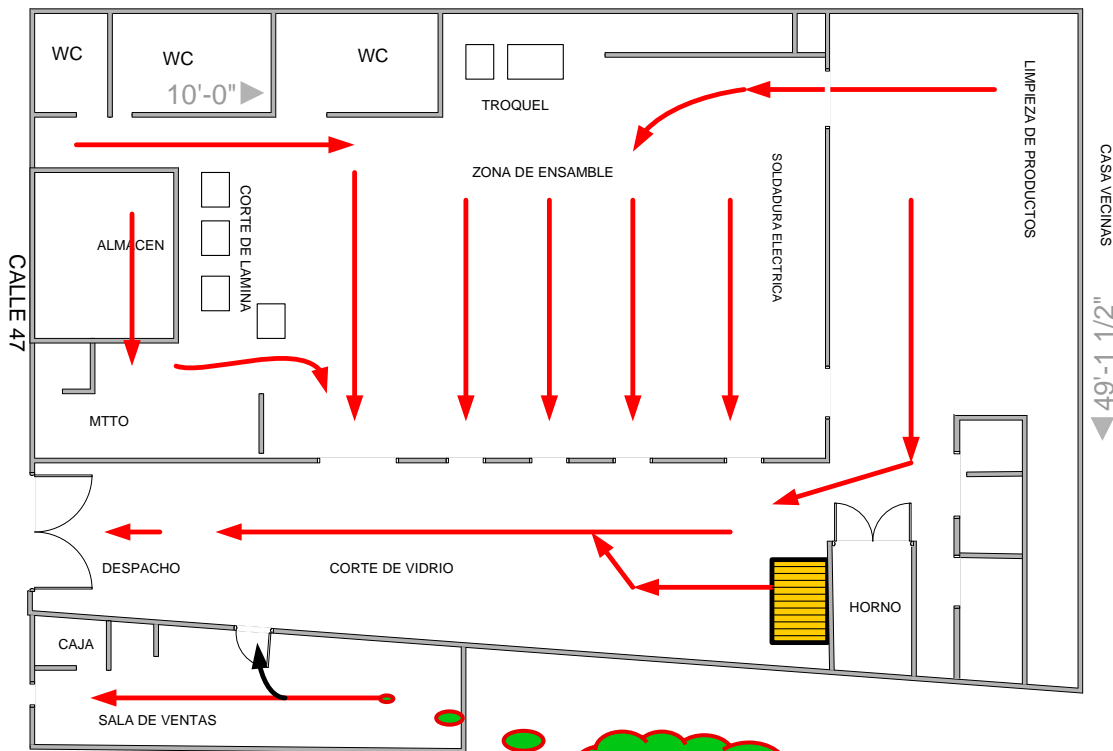 WC
WC
WC
10'-0"
TROQUEL
LIMPIEZA DE PRODUCTOS
CASA VECINAS
ZONA DE ENSAMBLE
SOLDADURA ELECTRICA
CORTE DE LAMINA
ALMACEN
CALLE 47
49'-1 1/2"
MTTO
DESPACHO
CORTE DE VIDRIO
HORNO
CAJA
SALA DE VENTAS